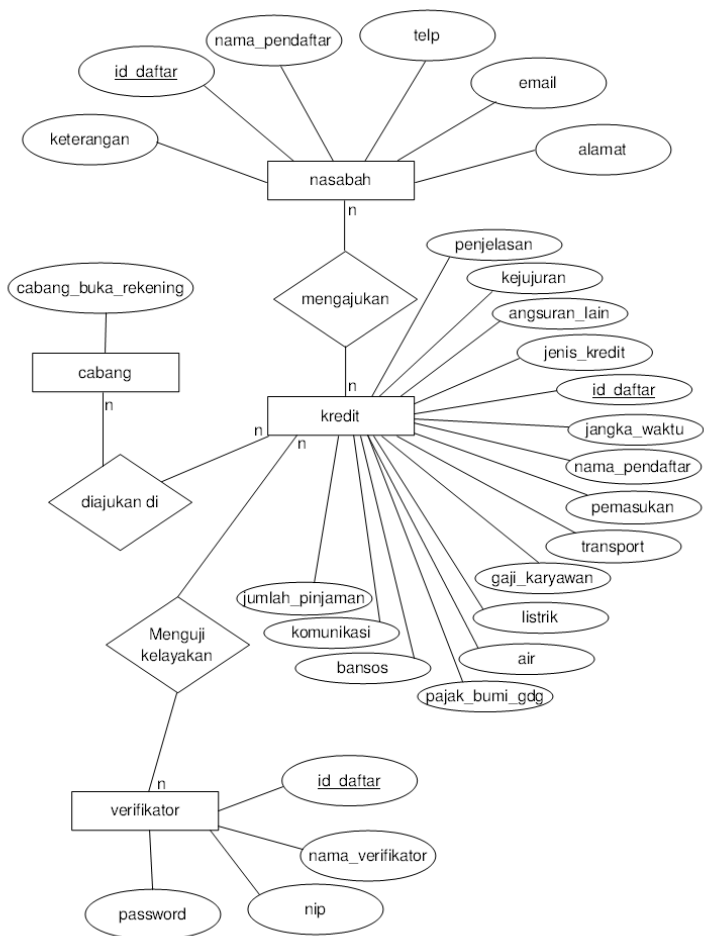 nama_pendaftar
telp
id_daftar
email
keterangan
alamat
nasabah
n
penjelasan
kejujuran
cabang_buka_rekening
mengajukan
angsuran_lain
jenis_kredit
cabang
id_daftar
n
n
kredit
jangka_waktu
n
n
nama_pendaftar
diajukan di
pemasukan
transport
gaji_karyawan
jumlah_pinjaman
listrik
komunikasi
Menguji
kelayakan
air
bansos
pajak_bumi_gdg
n
id_daftar
verifikator
nama_verifikator
password
nip